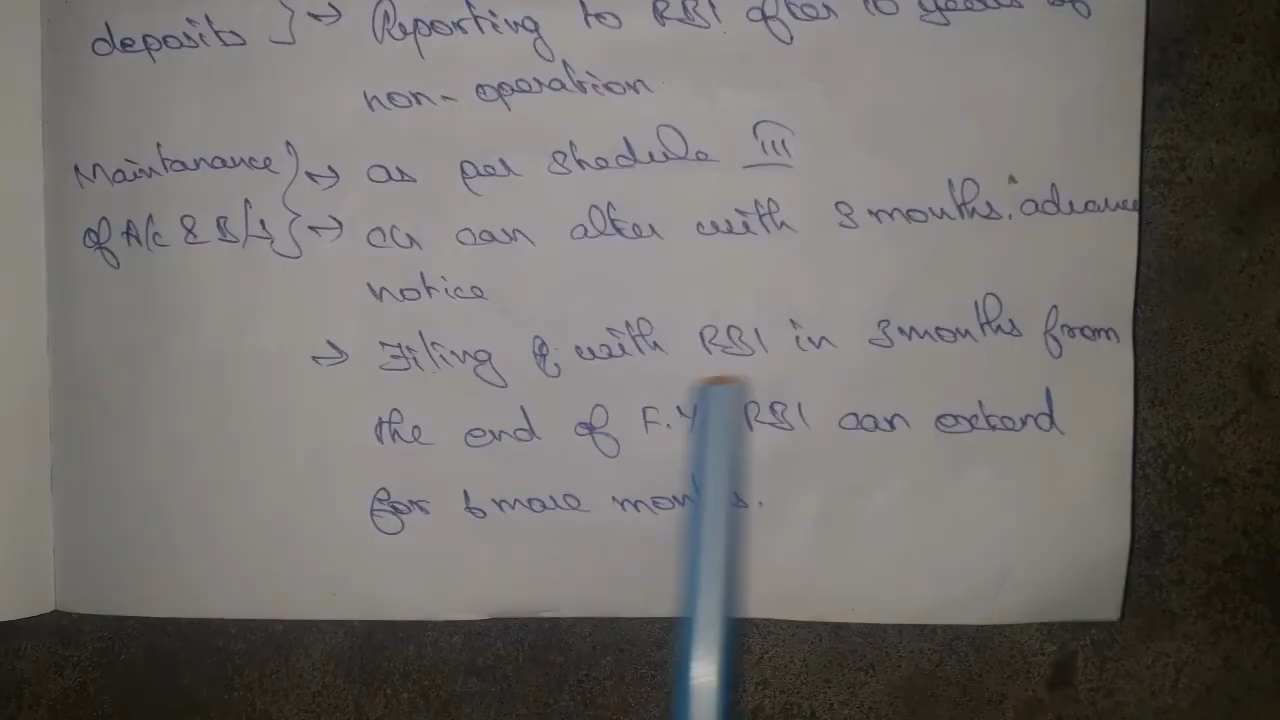 deposits } → Reporting to RBI after 10 years of
non-operation
Maintanance } → as per Shedule III
of A/c & B/s } → CG can alter with 3 months advance
notice
→ Filing with RBI in 3 months from
the end of F.Y RBI can extend
for 6 more months.